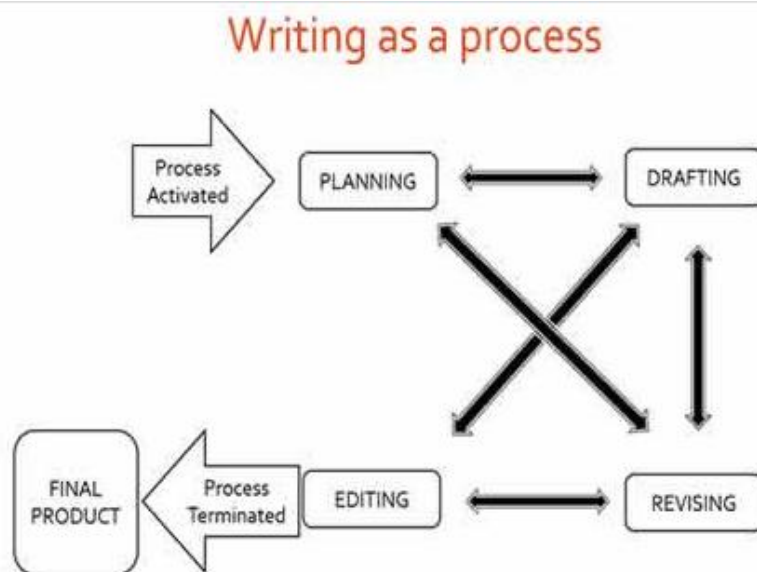 Writing as a process
Process
Activated
PLANNING
DRAFTING
FINAL
PRODUCT
Process
Terminated
EDITING
REVISING